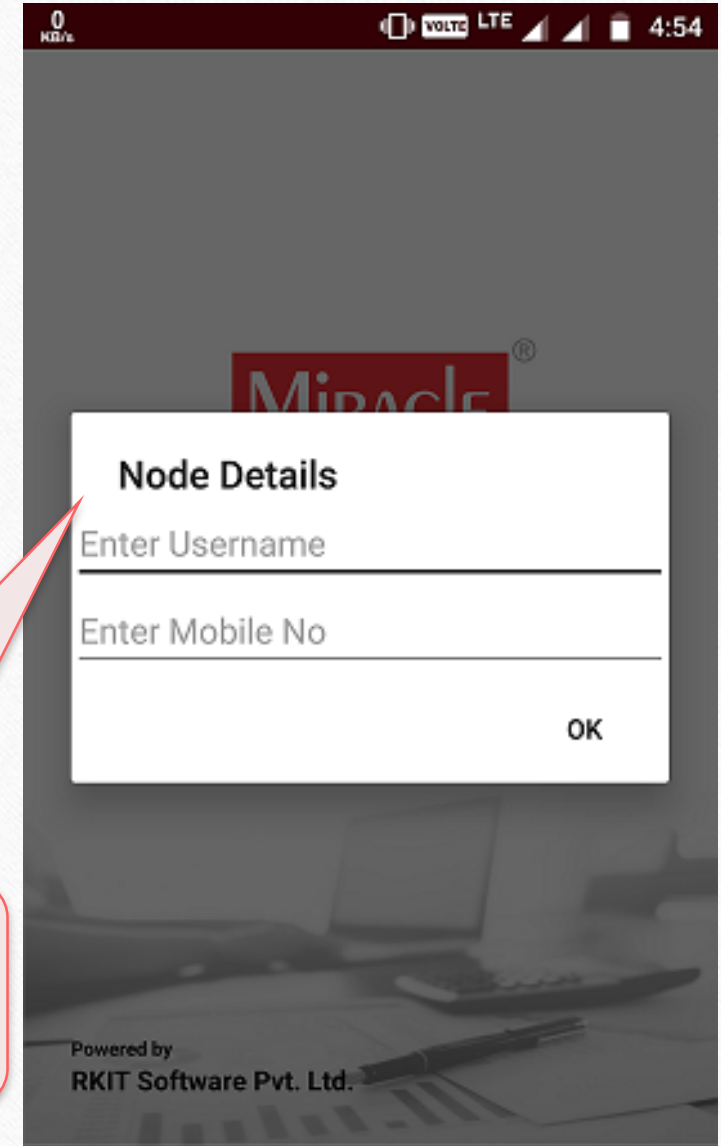 0
KB/s
VOLTE LTE 4:54
MiRAclE ®
Node Details
Enter Username
Enter Mobile No
OK
Powered by
RKIT Software Pvt. Ltd.